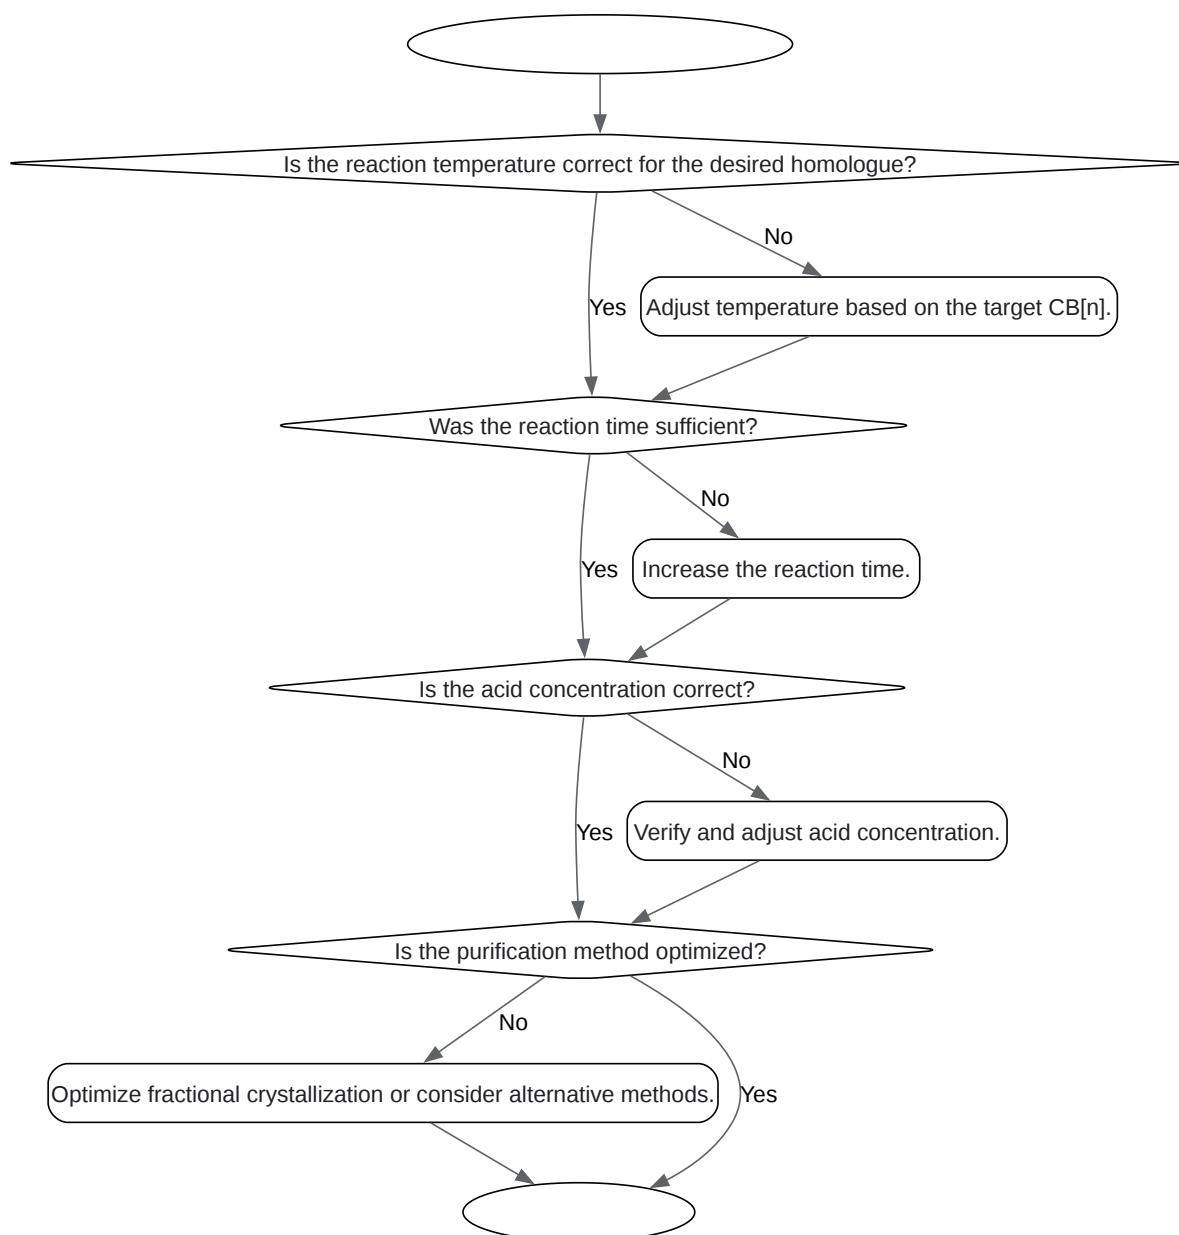 Is the reaction temperature correct for the desired homologue?
No
Yes
Adjust temperature based on the target CB[n].
Was the reaction time sufficient?
No
Yes
Increase the reaction time.
Is the acid concentration correct?
No
Yes
Verify and adjust acid concentration.
Is the purification method optimized?
No
Optimize fractional crystallization or consider alternative methods.
Yes